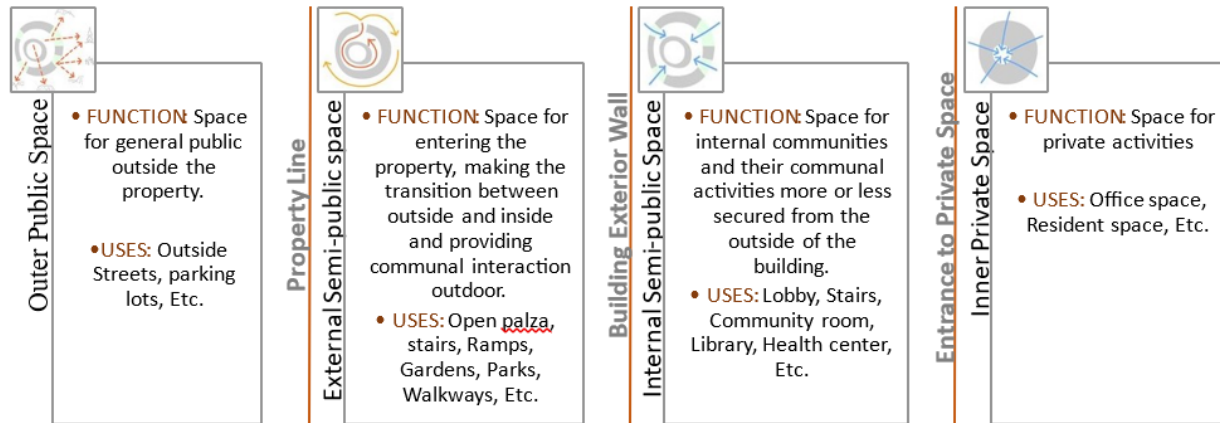 Outer Public Space
• FUNCTION: Space
for general public
outside the
property.
•USES: Outside
Streets, parking
lots, Etc.
Property Line
External Semi-public space
• FUNCTION: Space for
entering the
property, making the
transition between
outside and inside
and providing
communal interaction
outdoor.
• USES: Open palza,
stairs, Ramps,
Gardens, Parks,
Walkways, Etc.
Building Exterior Wall
Internal Semi-public Space
• FUNCTION: Space for
internal communities
and their communal
activities more or less
secured from the
outside of the
building.
• USES: Lobby, Stairs,
Community room,
Library, Health center,
Etc.
Entrance to Private Space
Inner Private Space
• FUNCTION: Space for
private activities
• USES: Office space,
Resident space, Etc.